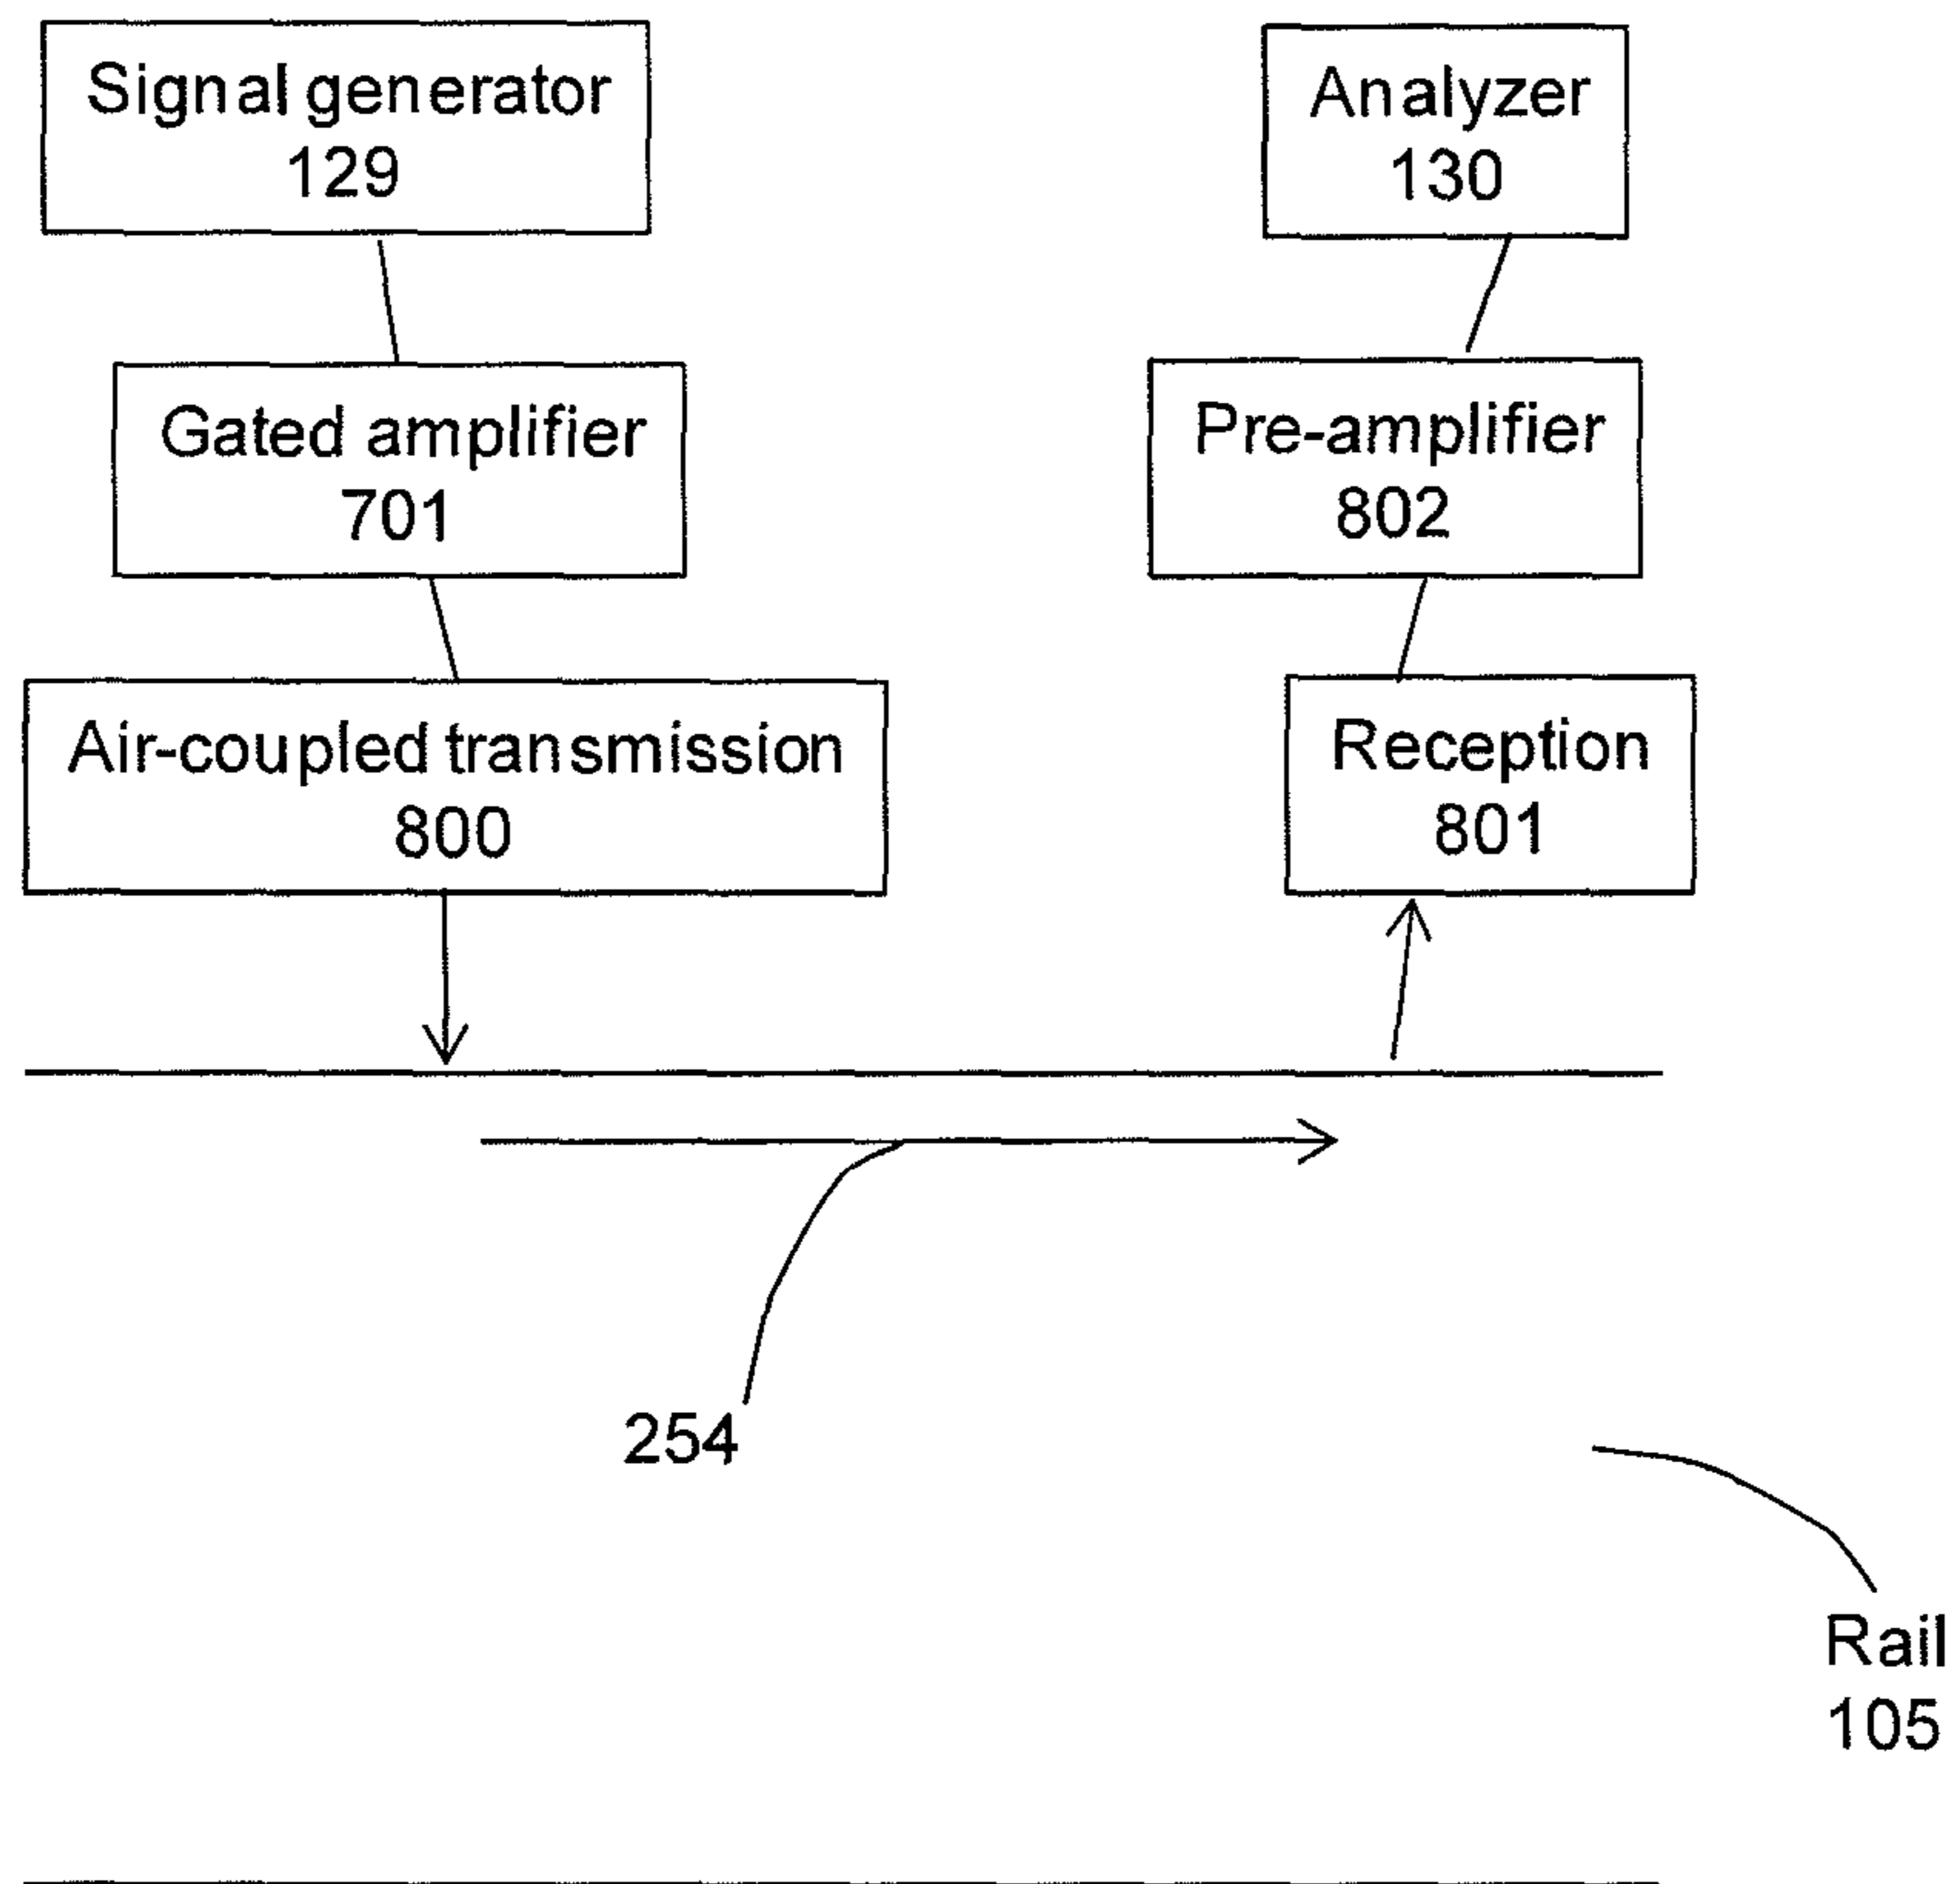 Signal generator
129
Analyzer
130
Gated amplifier
701
Pre-amplifier
802
Air-coupled transmission
800
Reception
801
254
Rail
105